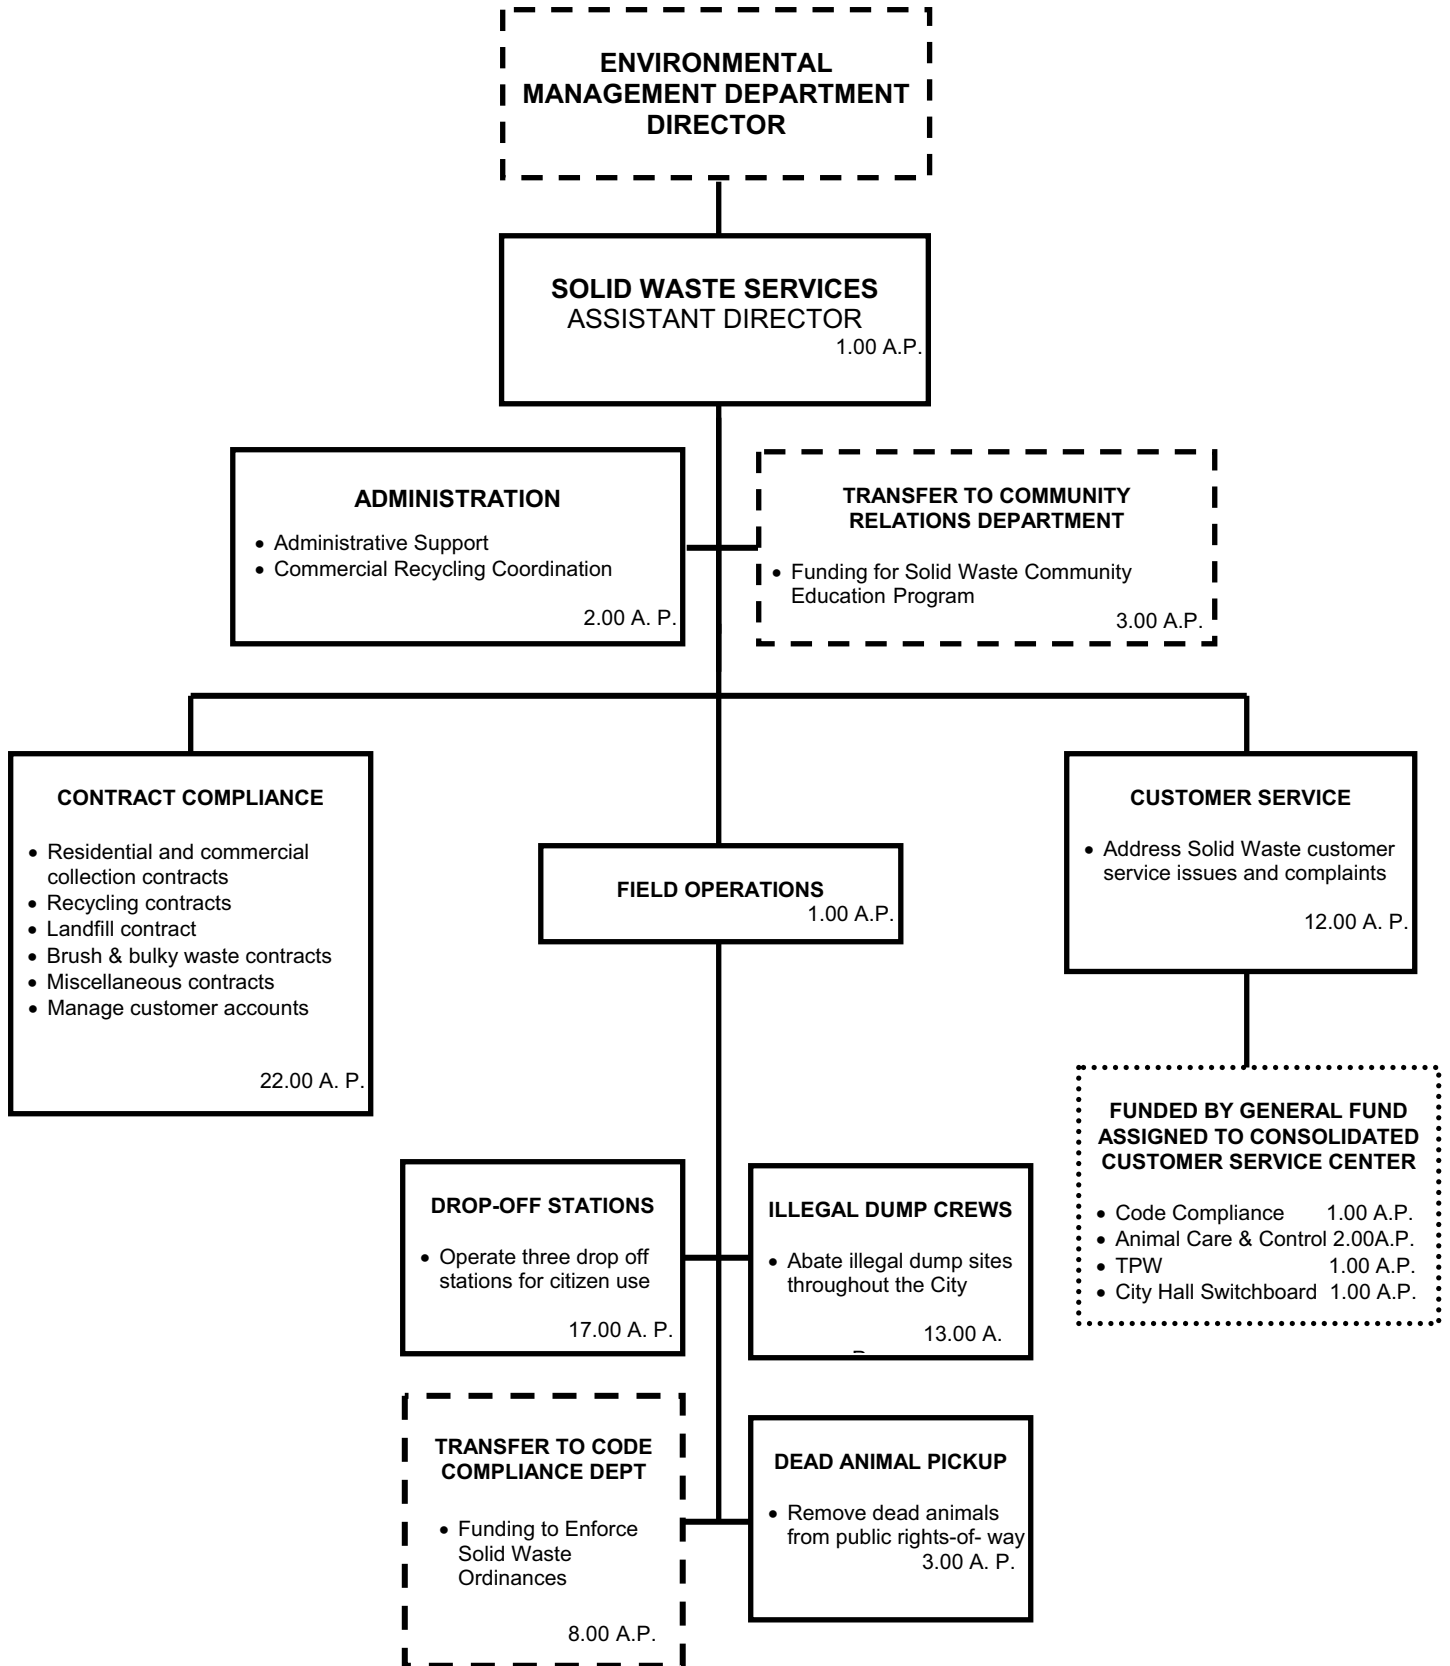 ENVIRONMENTAL
MANAGEMENT DEPARTMENT
DIRECTOR
SOLID WASTE SERVICES
ASSISTANT DIRECTOR
1.00 A.P.
ADMINISTRATION
• Administrative Support
• Commercial Recycling Coordination
2.00 A. P.
TRANSFER TO COMMUNITY
RELATIONS DEPARTMENT
• Funding for Solid Waste Community
Education Program
3.00 A.P.
CONTRACT COMPLIANCE
• Residential and commercial
collection contracts
• Recycling contracts
• Landfill contract
• Brush & bulky waste contracts
• Miscellaneous contracts
• Manage customer accounts
22.00 A. P.
FIELD OPERATIONS
1.00 A.P.
CUSTOMER SERVICE
• Address Solid Waste customer
service issues and complaints
12.00 A. P.
FUNDED BY GENERAL FUND
ASSIGNED TO CONSOLIDATED
CUSTOMER SERVICE CENTER
• Code Compliance 1.00 A.P.
• Animal Care & Control 2.00A.P.
• TPW 1.00 A.P.
• City Hall Switchboard 1.00 A.P.
DROP-OFF STATIONS
• Operate three drop off
stations for citizen use
17.00 A. P.
ILLEGAL DUMP CREWS
• Abate illegal dump sites
throughout the City
13.00 A.
TRANSFER TO CODE
COMPLIANCE DEPT
• Funding to Enforce
Solid Waste
Ordinances
8.00 A.P.
DEAD ANIMAL PICKUP
• Remove dead animals
from public rights-of- way
3.00 A. P.